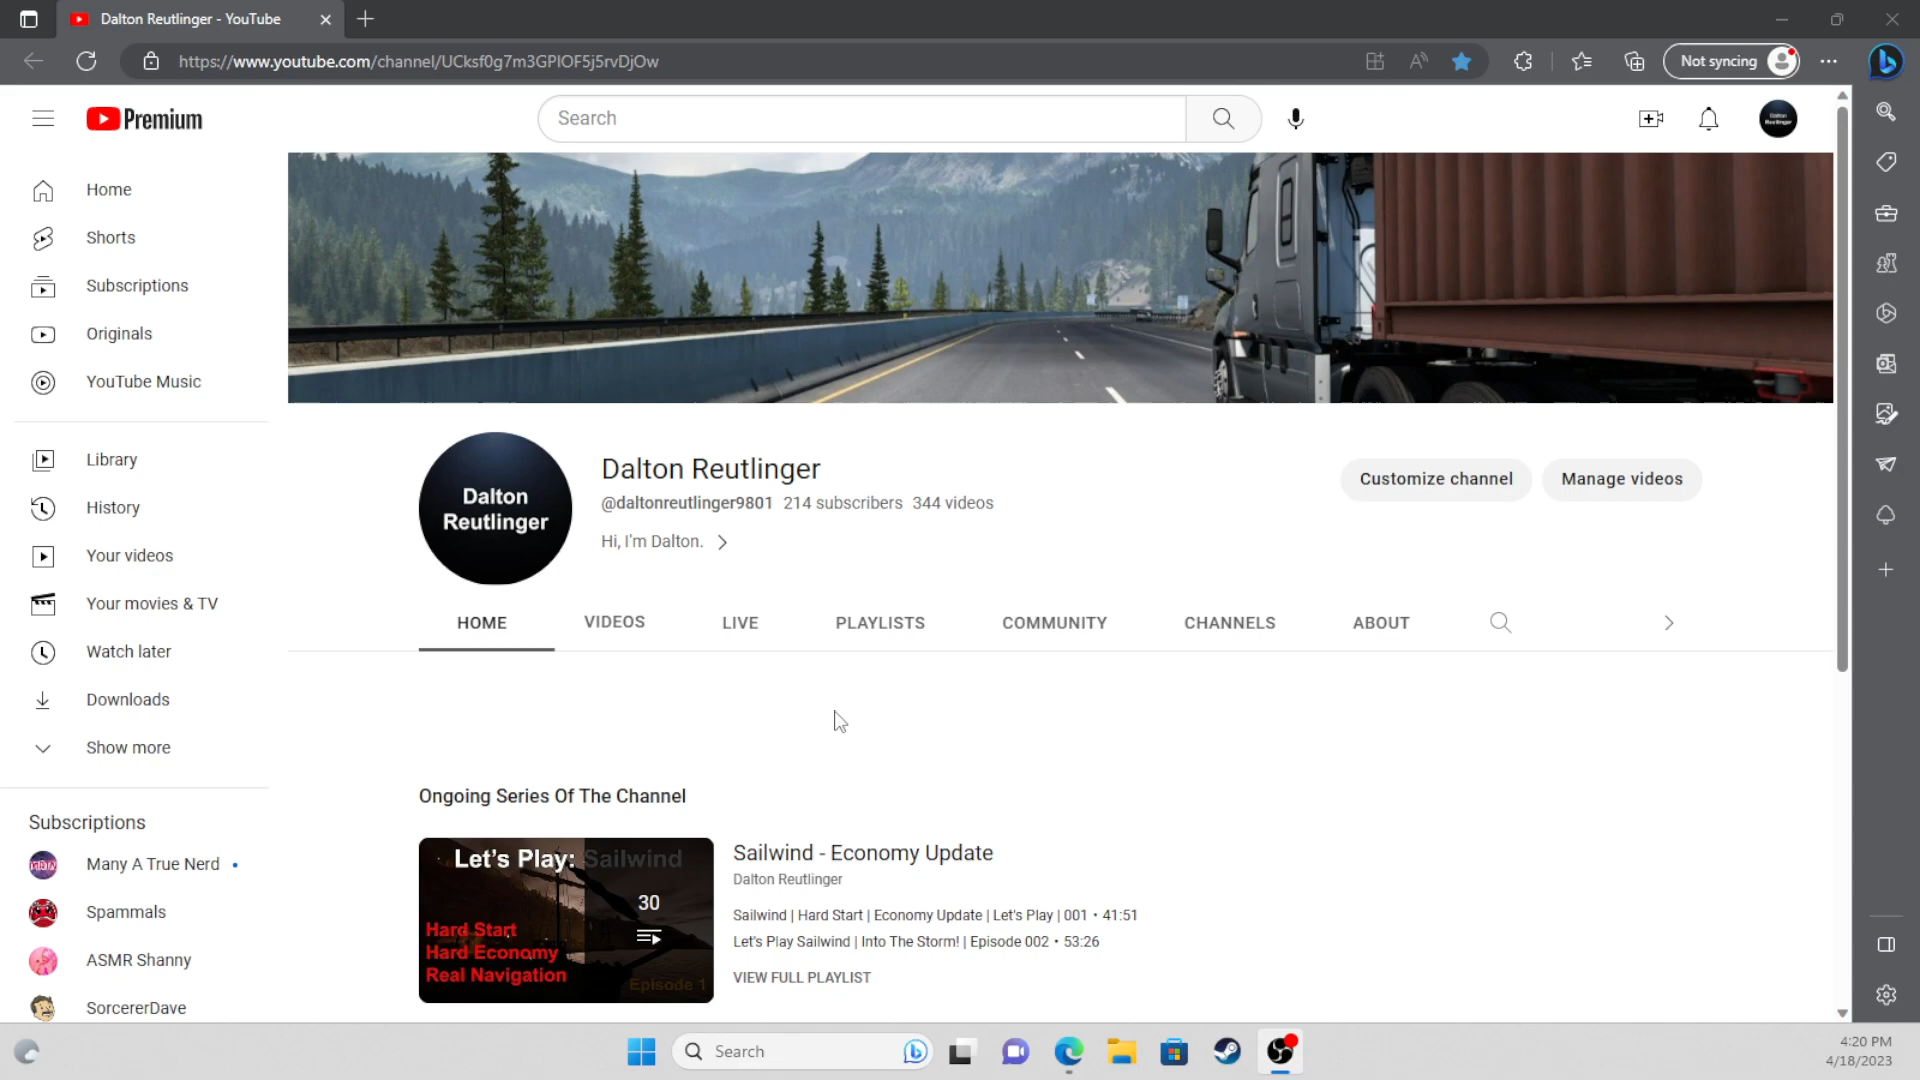 Dalton Reutlinger - YouTube
https://www.youtube.com/channel/UCksf0g7m3GPIOF5j5rvDjOw
Not syncing
Premium
Search
Home
Shorts
Subscriptions
Originals
YouTube Music
Library
History
Your videos
Your movies & TV
Watch later
Downloads
Show more
Subscriptions
Many A True Nerd
Spammals
ASMR Shanny
SorcererDave
Dalton
Reutlinger
Dalton Reutlinger
@daltonreutlinger9801 214 subscribers 344 videos
Hi, I'm Dalton.
Customize channel
Manage videos
HOME
VIDEOS
LIVE
PLAYLISTS
COMMUNITY
CHANNELS
ABOUT
Ongoing Series Of The Channel
Let's Play: Sailwind
30
Hard Start
Hard Economy
Real Navigation
Episode 1
Sailwind - Economy Update
Dalton Reutlinger
Sailwind | Hard Start | Economy Update | Let's Play | 001 • 41:51
Let's Play Sailwind | Into The Storm! | Episode 002 • 53:26
VIEW FULL PLAYLIST
Search
4:20 PM
4/18/2023